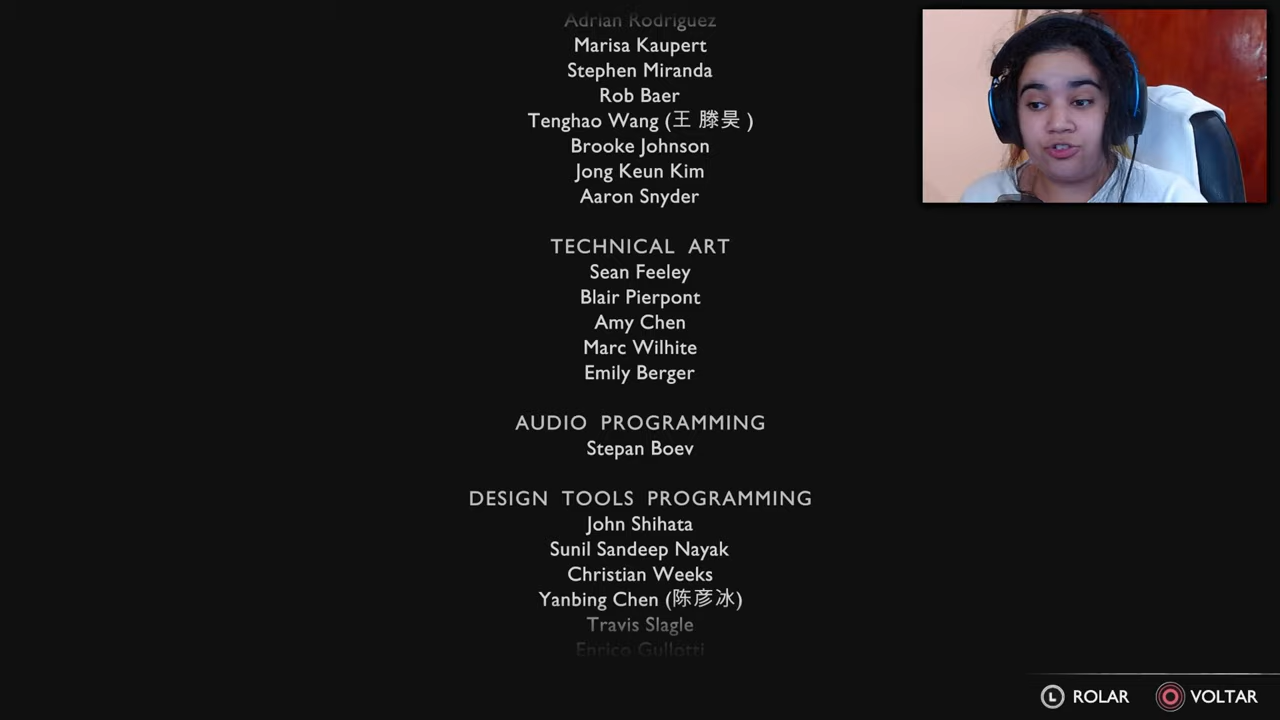 Adrian Rodriguez
Marisa Kaupert
Stephen Miranda
Rob Baer
Tenghao Wang (王 滕昊 )
Brooke Johnson
Jong Keun Kim
Aaron Snyder
TECHNICAL ART
Sean Feeley
Blair Pierpont
Amy Chen
Marc Wilhite
Emily Berger
AUDIO PROGRAMMING
Stepan Boev
DESIGN TOOLS PROGRAMMING
John Shihata
Sunil Sandeep Nayak
Christian Weeks
Yanbing Chen (陈彦冰)
Travis Slagle
Enrico Gullotti
L ROLAR VOLTAR